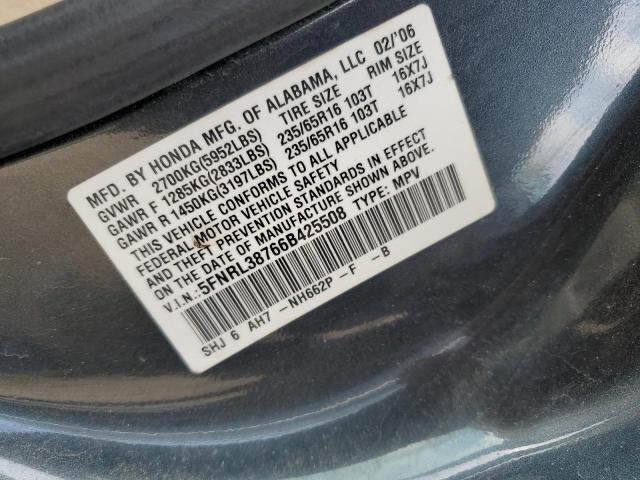 MFD. BY HONDA MFG. OF ALABAMA, LLC 02/'06
GVWR 2700KG(5952LBS) TIRE SIZE RIM SIZE
GAWR F 1285KG(2833LBS) 235/65R16 103T 16X7J
GAWR R 1450KG(3197LBS) 235/65R16 103T 16X7J
THIS VEHICLE CONFORMS TO ALL APPLICABLE
FEDERAL MOTOR VEHICLE SAFETY
AND THEFT PREVENTION STANDARDS IN EFFECT
ON THE DATE OF MANUFACTURE SHOWN ABOVE.
V.I.N.: 5FNRL38766B425508 TYPE: MPV
SHJ 6 AH7 -NH662P -F -B